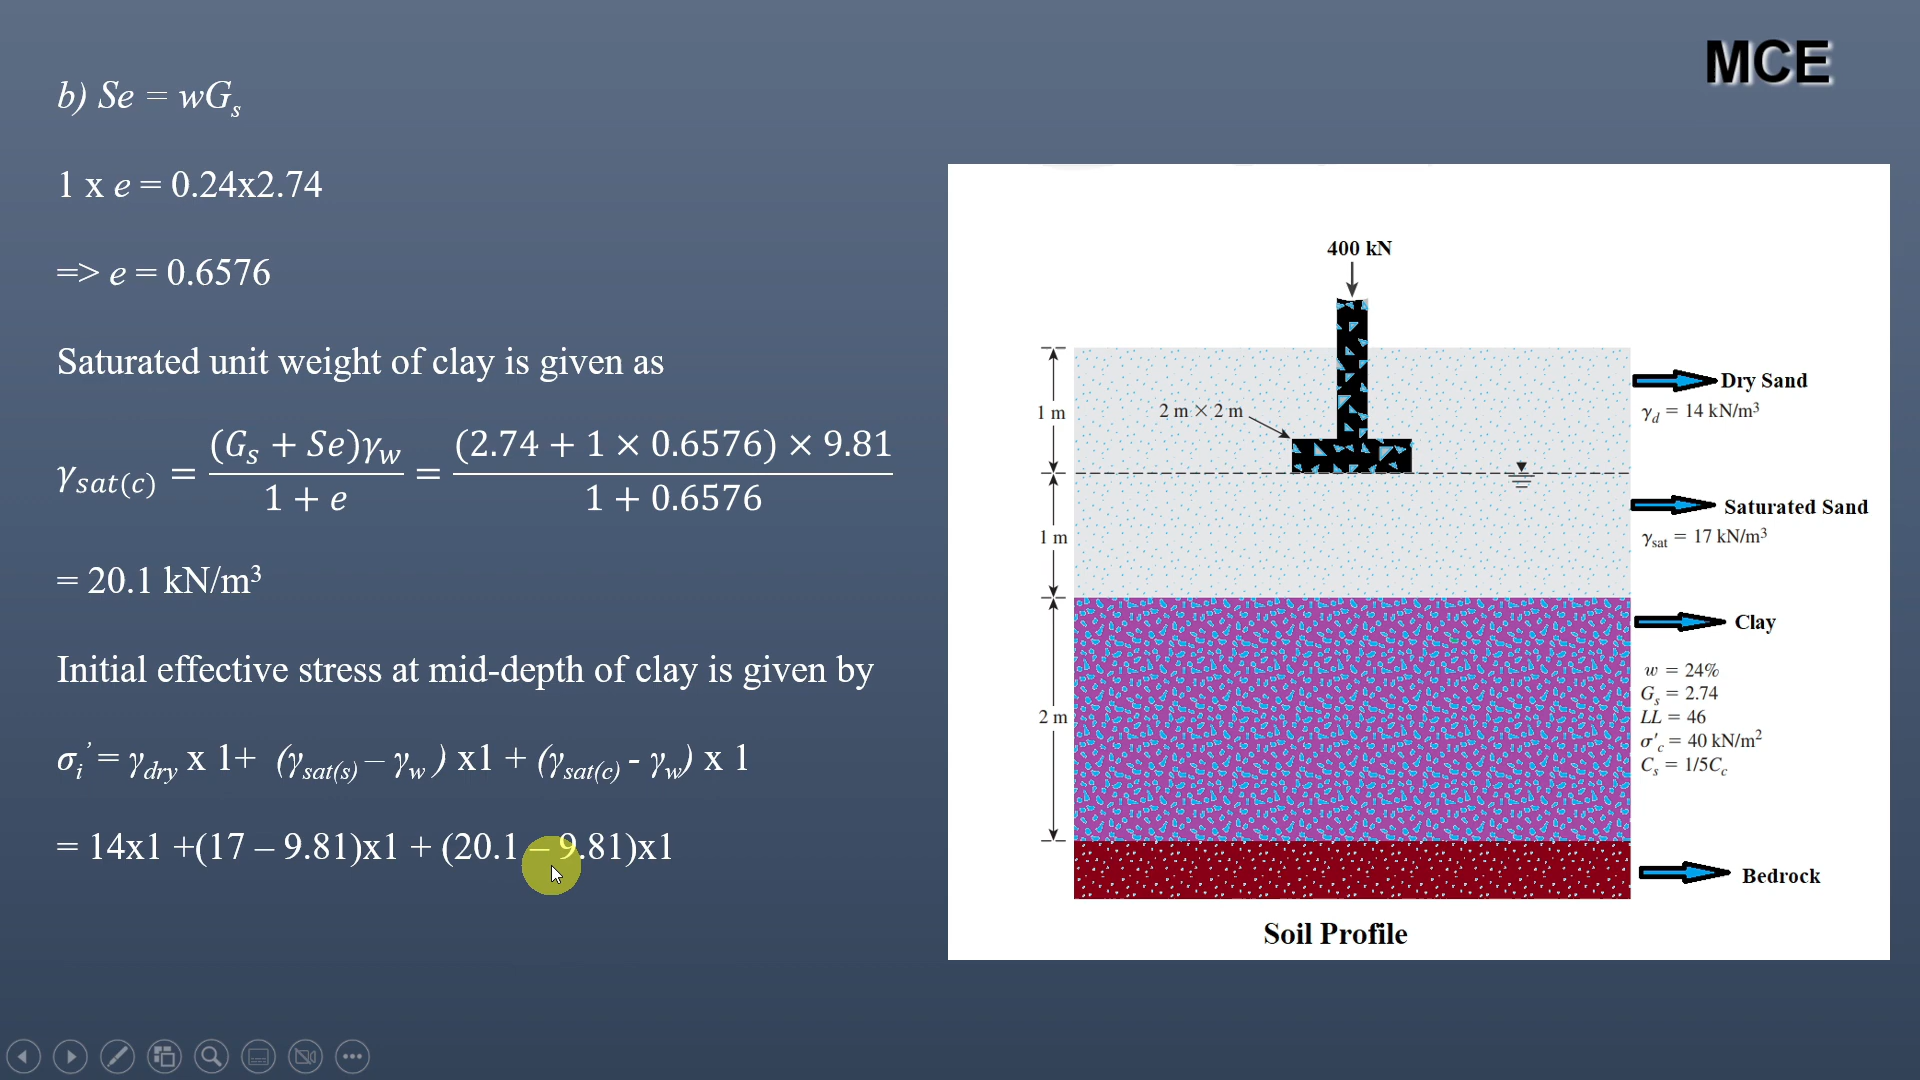 MCE
b) Se = wGₛ
1 x e = 0.24x2.74
=> e = 0.6576
Saturated unit weight of clay is given as
γ_sat(c) = (G_s + Se)γ_w / (1 + e) = (2.74 + 1 × 0.6576) × 9.81 / (1 + 0.6576)
= 20.1 kN/m³
Initial effective stress at mid-depth of clay is given by
σ_i' = γ_dry x 1+ (γ_sat(s) – γ_w ) x1 + (γ_sat(c) - γ_w) x 1
= 14x1 +(17 – 9.81)x1 + (20.1 – 9.81)x1
400 kN
1 m
2 m × 2 m
Dry Sand
γ_d = 14 kN/m³
1 m
Saturated Sand
γ_sat = 17 kN/m³
2 m
Clay
w = 24%
G_s = 2.74
LL = 46
σ'_c = 40 kN/m²
C_s = 1/5C_c
Bedrock
Soil Profile